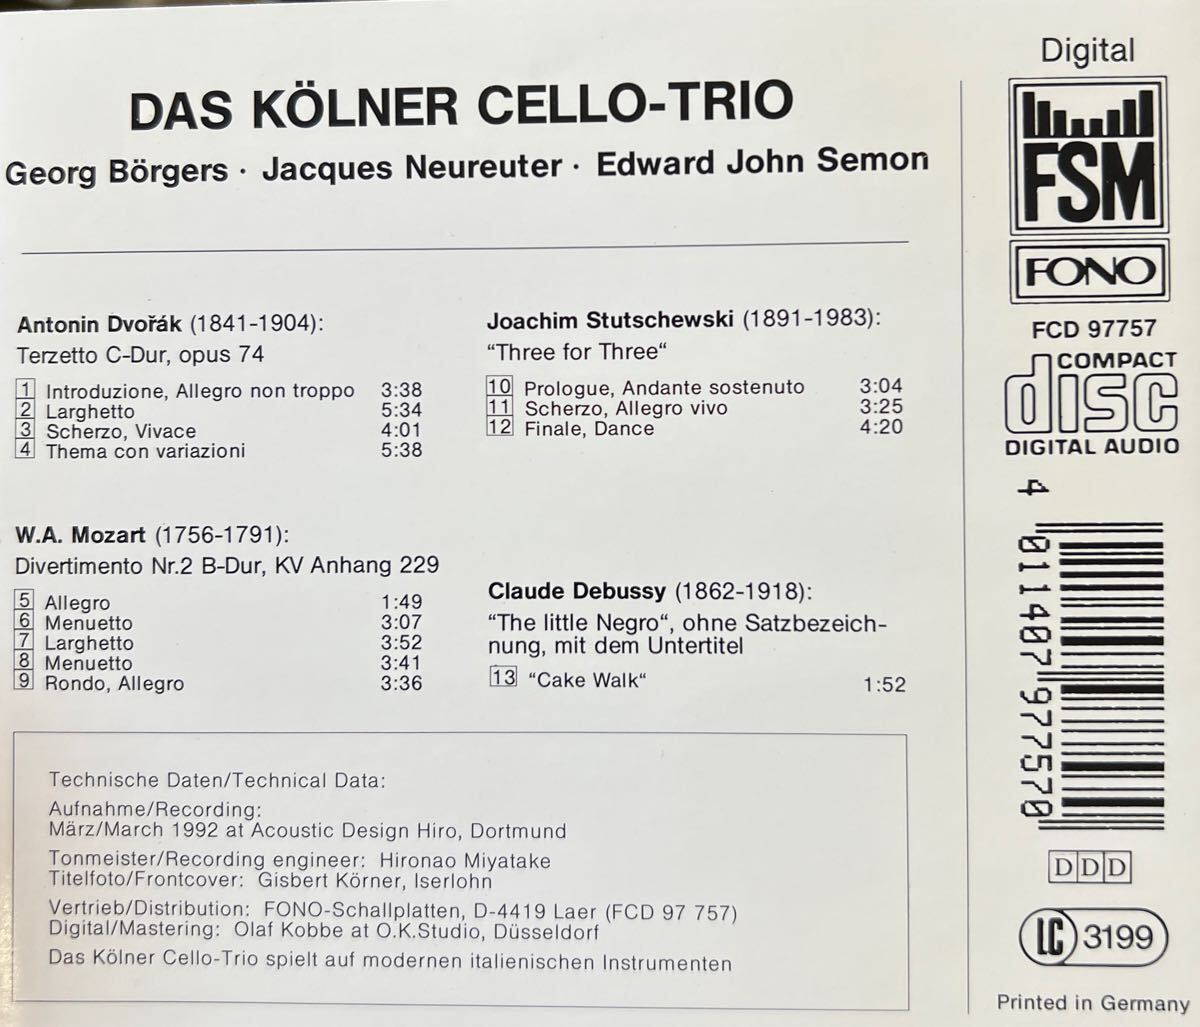 DAS KÖLNER CELLO-TRIO
Georg Börgers · Jacques Neureuter · Edward John Semon
Antonin Dvořák (1841-1904):
Terzetto C-Dur, opus 74
1 Introduzione, Allegro non troppo 3:38
2 Larghetto 5:34
3 Scherzo, Vivace 4:01
4 Thema con variazioni 5:38
W.A. Mozart (1756-1791):
Divertimento Nr.2 B-Dur, KV Anhang 229
5 Allegro 1:49
6 Menuetto 3:07
7 Larghetto 3:52
8 Menuetto 3:41
9 Rondo, Allegro 3:36
Joachim Stutschewski (1891-1983):
“Three for Three“
10 Prologue, Andante sostenuto 3:04
11 Scherzo, Allegro vivo 3:25
12 Finale, Dance 4:20
Claude Debussy (1862-1918):
“The little Negro“, ohne Satzbezeich-
nung, mit dem Untertitel
13 “Cake Walk“ 1:52
Technische Daten/Technical Data:
Aufnahme/Recording:
März/March 1992 at Acoustic Design Hiro, Dortmund
Tonmeister/Recording engineer: Hironao Miyatake
Titelfoto/Frontcover: Gisbert Körner, Iserlohn
Vertrieb/Distribution: FONO-Schallplatten, D-4419 Laer (FCD 97 757)
Digital/Mastering: Olaf Kobbe at O.K.Studio, Düsseldorf
Das Kölner Cello-Trio spielt auf modernen italienischen Instrumenten
Digital
FSM
FONO
FCD 97757
COMPACT
disc
DIGITAL AUDIO
4 011407 977570
DDD
LC 3199
Printed in Germany